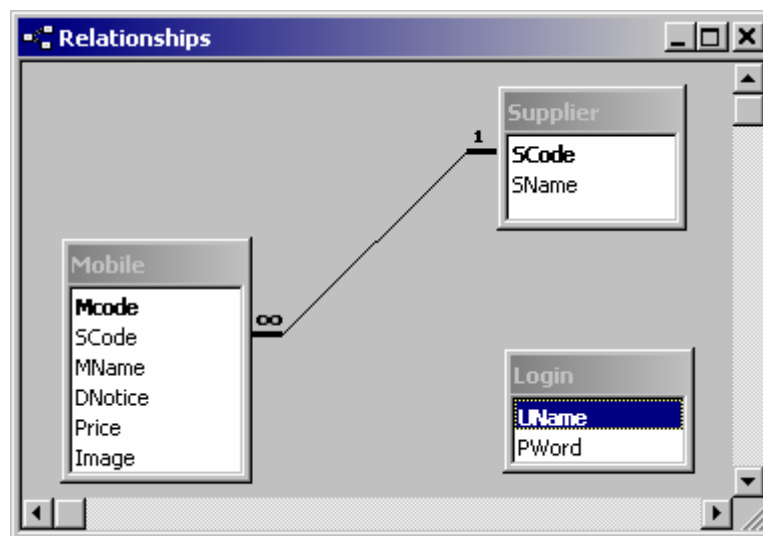 Relationships
Supplier
SCode
SName
1
Mobile
Mcode
SCode
MName
DNotice
Price
Image
∞
Login
UName
PWord